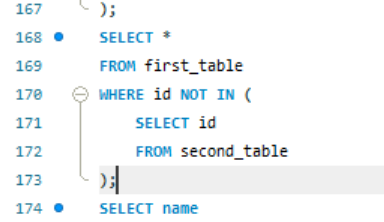 167 );
168 SELECT *
169 FROM first_table
170 WHERE id NOT IN (
171 SELECT id
172 FROM second_table
173 );
174 SELECT name